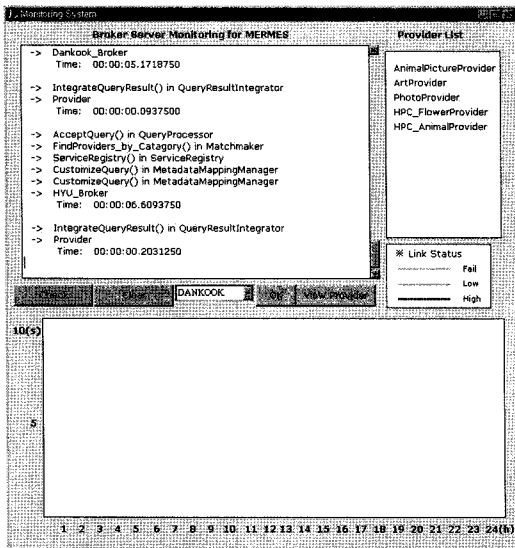 Monitoring System
Broker Server Monitoring for MERMES
-> Dankook_Broker
Time: 00:00:05.1718750
-> IntegrateQueryResult() in QueryResultIntegrator
-> Provider
Time: 00:00:00.0937500
-> AcceptQuery() in QueryProcessor
-> FindProviders_by_Catagory() in Matchmaker
-> ServiceRegistry() in ServiceRegistry
-> CustomizeQuery() in MetadataMappingManager
-> CustomizeQuery() in MetadataMappingManager
-> HYU_Broker
Time: 00:00:06.6093750
-> IntegrateQueryResult() in QueryResultIntegrator
-> Provider
Time: 00:00:00.2031250
Provider List
AnimalPictureProvider
ArtProvider
PhotoProvider
HPC_FlowerProvider
HPC_AnimalProvider
※ Link Status
Fail
Low
High
DANKOOK
View Provider
10(s)
5
1 2 3 4 5 6 7 8 9 10 11 12 13 14 15 16 17 18 19 20 21 22 23 24(h)